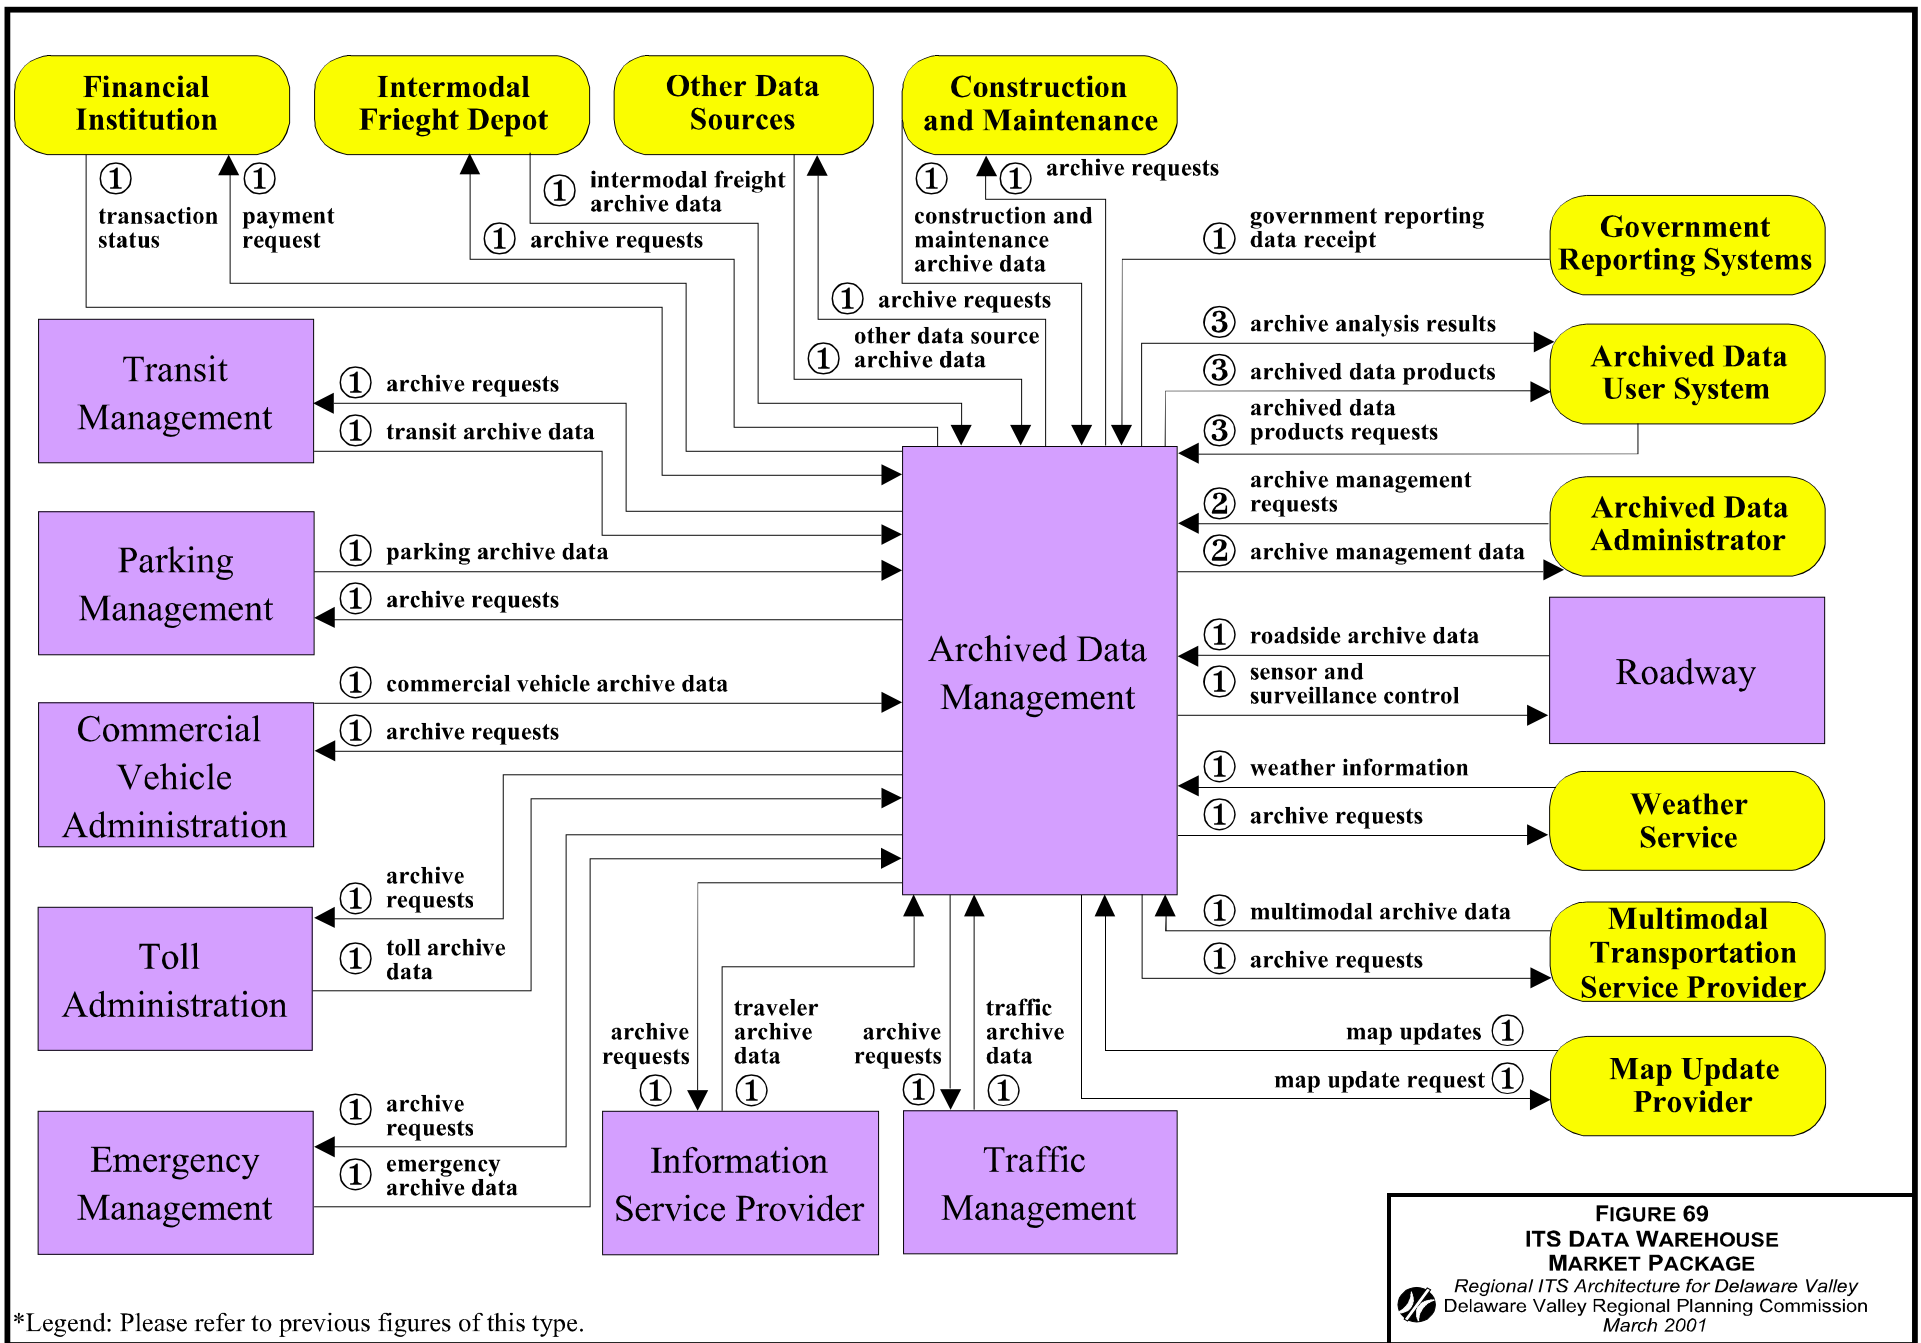 Financial
Institution
Intermodal
Frieght Depot
Other Data
Sources
Construction
and Maintenance
①
transaction
status
①
payment
request
①
intermodal freight
archive data
①
archive requests
①
construction and
maintenance
archive data
①
archive requests
①
government reporting
data receipt
Government
Reporting Systems
①
archive requests
①
other data source
archive data
③
archive analysis results
③
archived data products
③
archived data
products requests
Archived Data
User System
Transit
Management
①
archive requests
①
transit archive data
②
archive management
requests
②
archive management data
Archived Data
Administrator
Parking
Management
①
parking archive data
①
archive requests
Archived Data
Management
①
roadside archive data
①
sensor and
surveillance control
Roadway
Commercial
Vehicle
Administration
①
commercial vehicle archive data
①
archive requests
①
weather information
①
archive requests
Weather
Service
Toll
Administration
①
archive
requests
①
toll archive
data
①
multimodal archive data
①
archive requests
Multimodal
Transportation
Service Provider
archive
requests
①
traveler
archive
data
①
archive
requests
①
traffic
archive
data
①
map updates ①
map update request ①
Map Update
Provider
Emergency
Management
①
archive
requests
①
emergency
archive data
Information
Service Provider
Traffic
Management
FIGURE 69
ITS DATA WAREHOUSE
MARKET PACKAGE
Regional ITS Architecture for Delaware Valley
Delaware Valley Regional Planning Commission
March 2001
*Legend: Please refer to previous figures of this type.